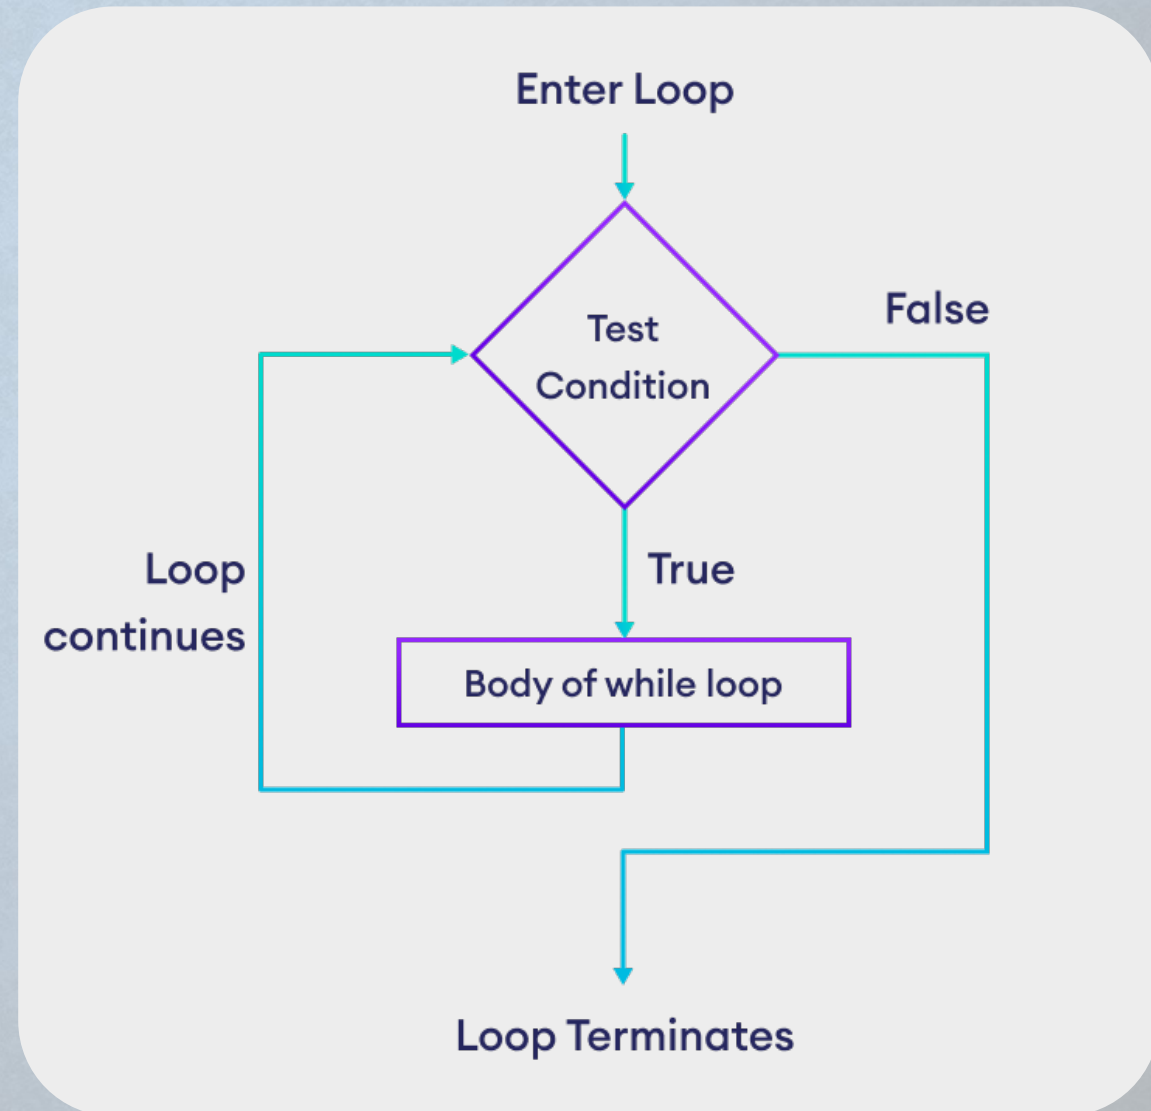 Enter Loop
Test
Condition
False
True
Loop
continues
Body of while loop
Loop Terminates